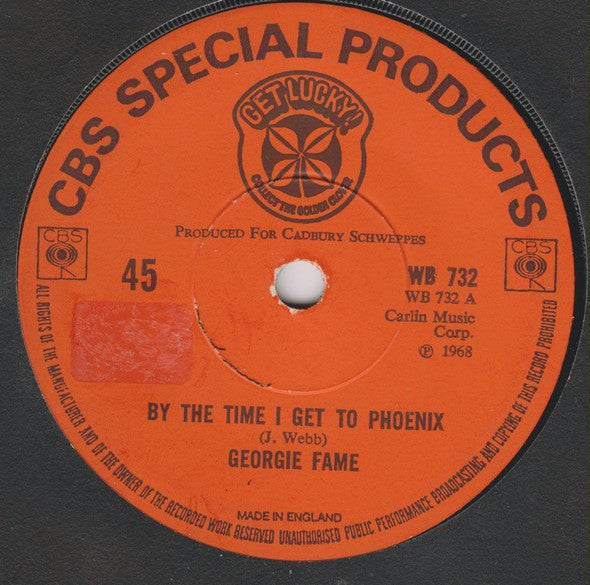 CBS SPECIAL PRODUCTS
GET LUCKY!
COLLECT THE GOLDEN
PRODUCED FOR CADBURY SCHWEPPES
CBS
CBS
45
WB 732
WB 732 A
Carlin Music
Corp.
℗ 1968
BY THE TIME I GET TO PHOENIX
(J. Webb)
GEORGIE FAME
MADE IN ENGLAND
ALL RIGHTS OF THE MANUFACTURER AND OF THE OWNER OF THE RECORDED WORK RESERVED UNAUTHORISED PUBLIC PERFORMANCE BROADCASTING AND COPYING OF THIS RECORD PROHIBITED